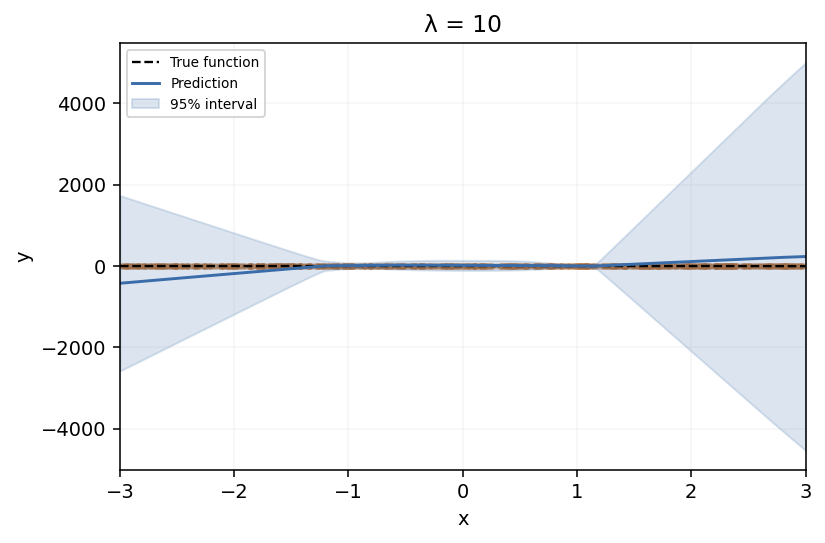 λ = 10
True function
Prediction
95% interval
4000
2000
0
−2000
−4000
y
−3
−2
−1
0
1
2
3
x